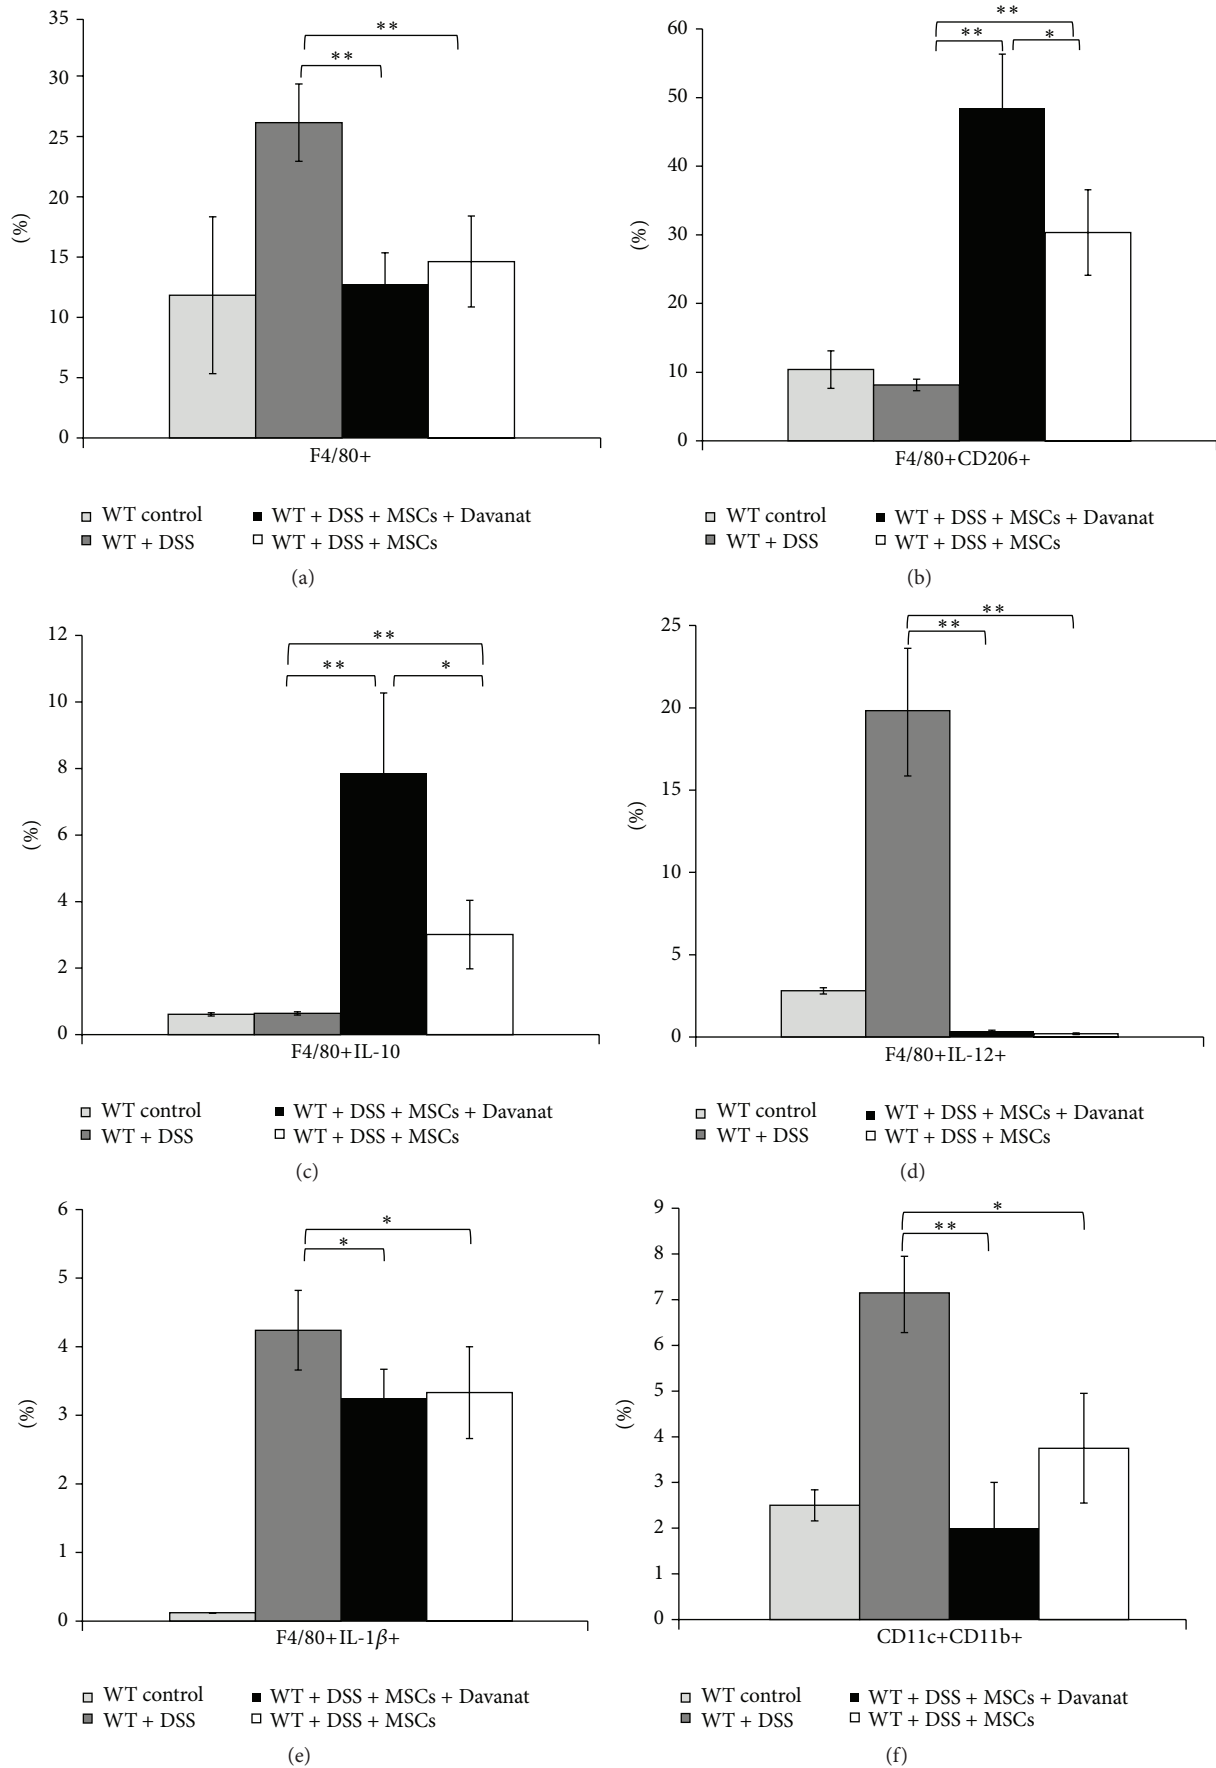 35
30
25
20
15
10
5
0
(%)
**
**
F4/80+
WT control
WT + DSS
WT + DSS + MSCs + Davanat
WT + DSS + MSCs
(a)
60
50
40
30
20
10
0
(%)
**
**
*
F4/80+CD206+
WT control
WT + DSS
WT + DSS + MSCs + Davanat
WT + DSS + MSCs
(b)
12
10
8
6
4
2
0
(%)
**
**
*
F4/80+IL-10
WT control
WT + DSS
WT + DSS + MSCs + Davanat
WT + DSS + MSCs
(c)
25
20
15
10
5
0
(%)
**
**
F4/80+IL-12+
WT control
WT + DSS
WT + DSS + MSCs + Davanat
WT + DSS + MSCs
(d)
6
5
4
3
2
1
0
(%)
*
*
F4/80+IL-1β+
WT control
WT + DSS
WT + DSS + MSCs + Davanat
WT + DSS + MSCs
(e)
9
8
7
6
5
4
3
2
1
0
(%)
*
**
CD11c+CD11b+
WT control
WT + DSS
WT + DSS + MSCs + Davanat
WT + DSS + MSCs
(f)